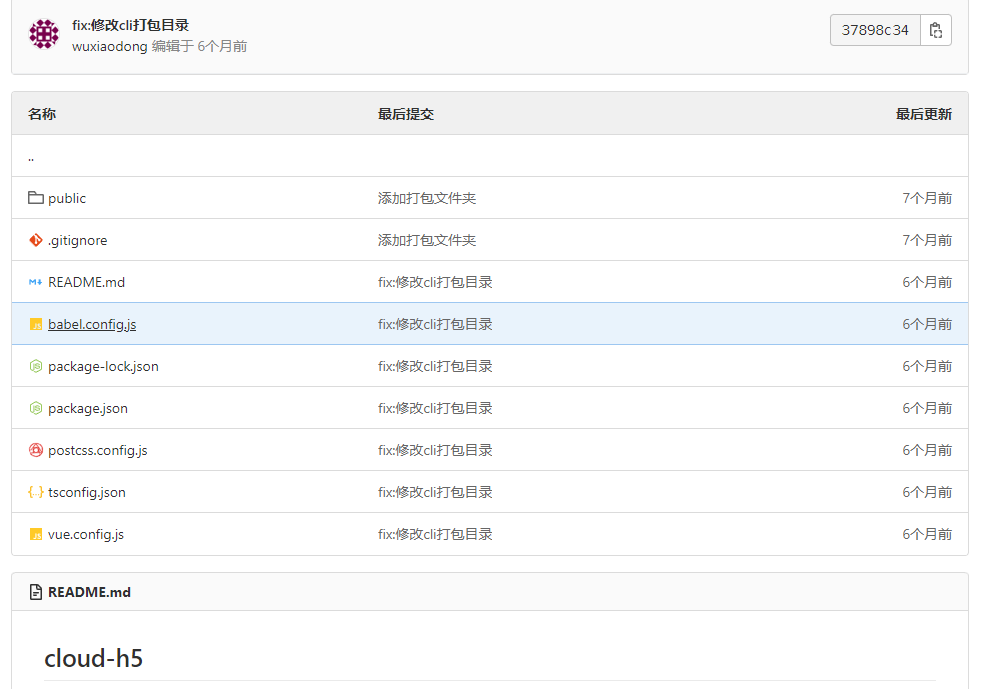 fix:修改cli打包目录
wuxiaodong 编辑于 6个月前
37898c34
名称 最后提交 最后更新
..
public 添加打包文件夹 7个月前
.gitignore 添加打包文件夹 7个月前
README.md fix:修改cli打包目录 6个月前
babel.config.js fix:修改cli打包目录 6个月前
package-lock.json fix:修改cli打包目录 6个月前
package.json fix:修改cli打包目录 6个月前
postcss.config.js fix:修改cli打包目录 6个月前
tsconfig.json fix:修改cli打包目录 6个月前
vue.config.js fix:修改cli打包目录 6个月前
README.md
cloud-h5